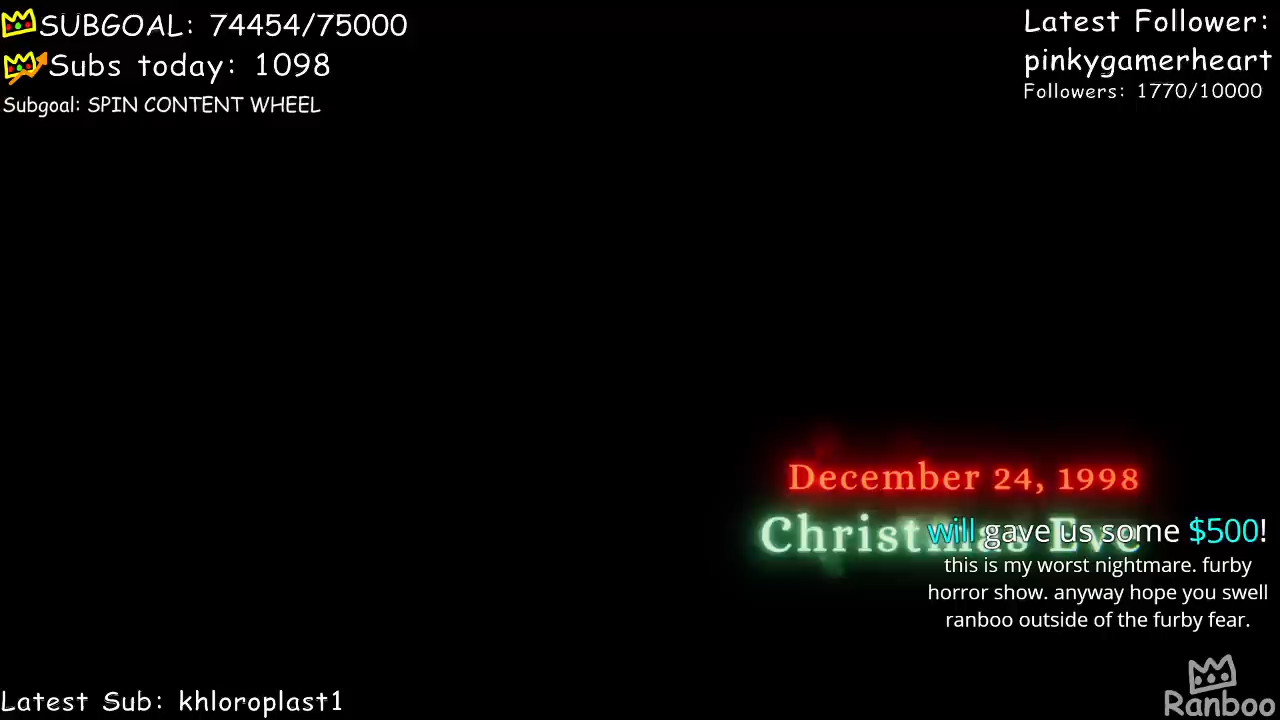 SUBGOAL: 74454/75000
Subs today: 1098
Subgoal: SPIN CONTENT WHEEL
Latest Follower:
pinkygamerheart
Followers: 1770/10000
December 24, 1998
Christmas Eve
will gave us some $500!
this is my worst nightmare. furby
horror show. anyway hope you swell
ranboo outside of the furby fear.
Latest Sub: khloroplast1
Ranboo